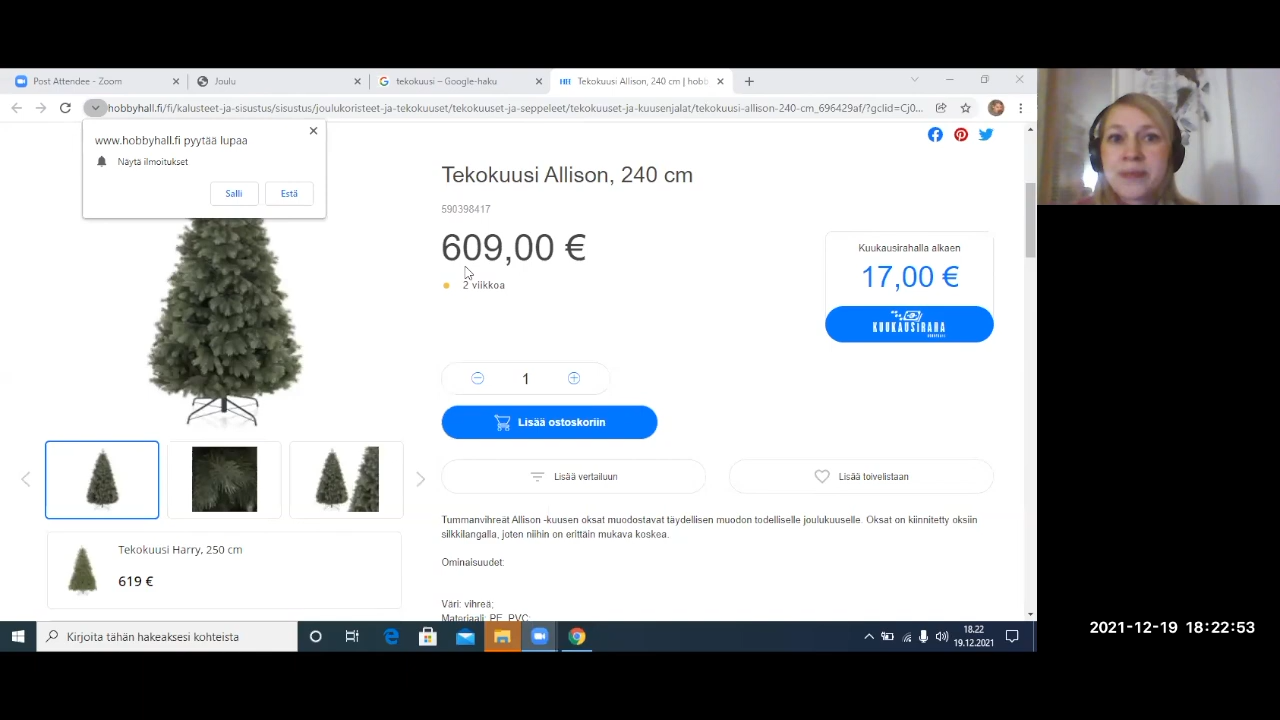 Post Attendee - Zoom
Joulu
tekokuusi – Google-haku
HH Tekokuusi Allison, 240 cm | hobb
hobbyhall.fi/fi/kalusteet-ja-sisustus/sisustus/joulukoristeet-ja-tekokuuset/tekokuuset-ja-seppeleet/tekokuuset-ja-kuusenjalat/tekokuusi-allison-240-cm_696429af/?gclid=Cj0...
www.hobbyhall.fi pyytää lupaa
Näytä ilmoitukset
Salli
Estä
Tekokuusi Allison, 240 cm
590398417
609,00 €
2 viikkoa
Kuukausirahalla alkaen
17,00 €
KUUKAUSIRAHA
1
Lisää ostoskoriin
Lisää vertailuun
Lisää toivelistaan
Tummanvihreät Allison -kuusen oksat muodostavat täydellisen muodon todelliselle joulukuuselle. Oksat on kiinnitetty oksiin
silkkilangalla, joten niihin on erittäin mukava koskea.
Ominaisuudet:
Väri: vihreä;
Materiaali: PE, PVC;
Tekokuusi Harry, 250 cm
619 €
Kirjoita tähän hakeaksesi kohteista
18.22
19.12.2021
2021-12-19 18:22:53